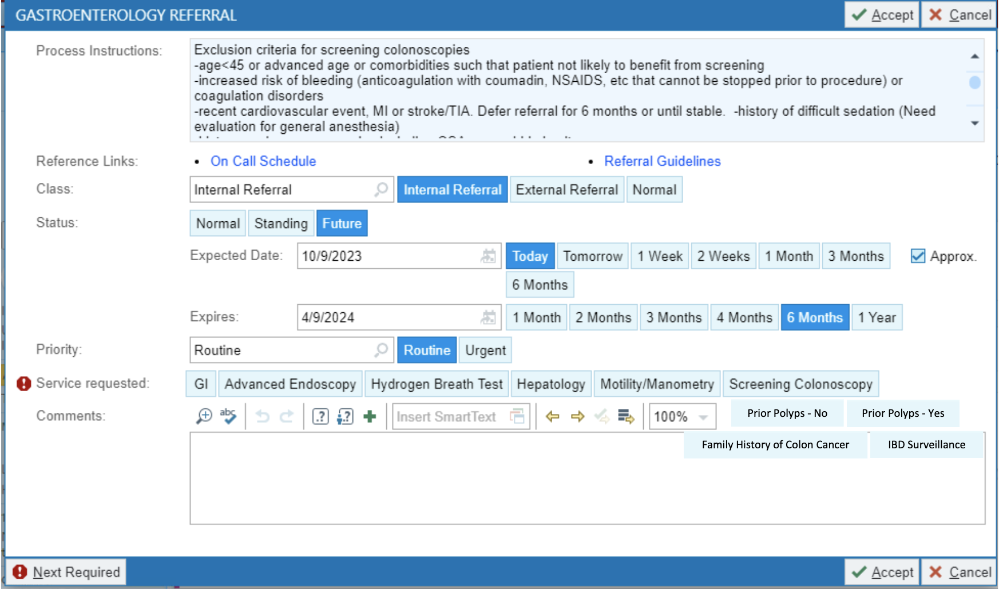 GASTROENTEROLOGY REFERRAL
Accept
Cancel
Process Instructions:
Exclusion criteria for screening colonoscopies
-age<45 or advanced age or comorbidities such that patient not likely to benefit from screening
-increased risk of bleeding (anticoagulation with coumadin, NSAIDS, etc that cannot be stopped prior to procedure) or
coagulation disorders
-recent cardiovascular event, MI or stroke/TIA. Defer referral for 6 months or until stable. -history of difficult sedation (Need
evaluation for general anesthesia)
Reference Links:
• On Call Schedule
• Referral Guidelines
Class:
Internal Referral
Internal Referral
External Referral
Normal
Status:
Normal
Standing
Future
Expected Date:
10/9/2023
Today
Tomorrow
1 Week
2 Weeks
1 Month
3 Months
Approx.
6 Months
Expires:
4/9/2024
1 Month
2 Months
3 Months
4 Months
6 Months
1 Year
Priority:
Routine
Routine
Urgent
Service requested:
GI
Advanced Endoscopy
Hydrogen Breath Test
Hepatology
Motility/Manometry
Screening Colonoscopy
Comments:
abc
Insert SmartText
100%
Prior Polyps - No
Prior Polyps - Yes
Family History of Colon Cancer
IBD Surveillance
Next Required
Accept
Cancel